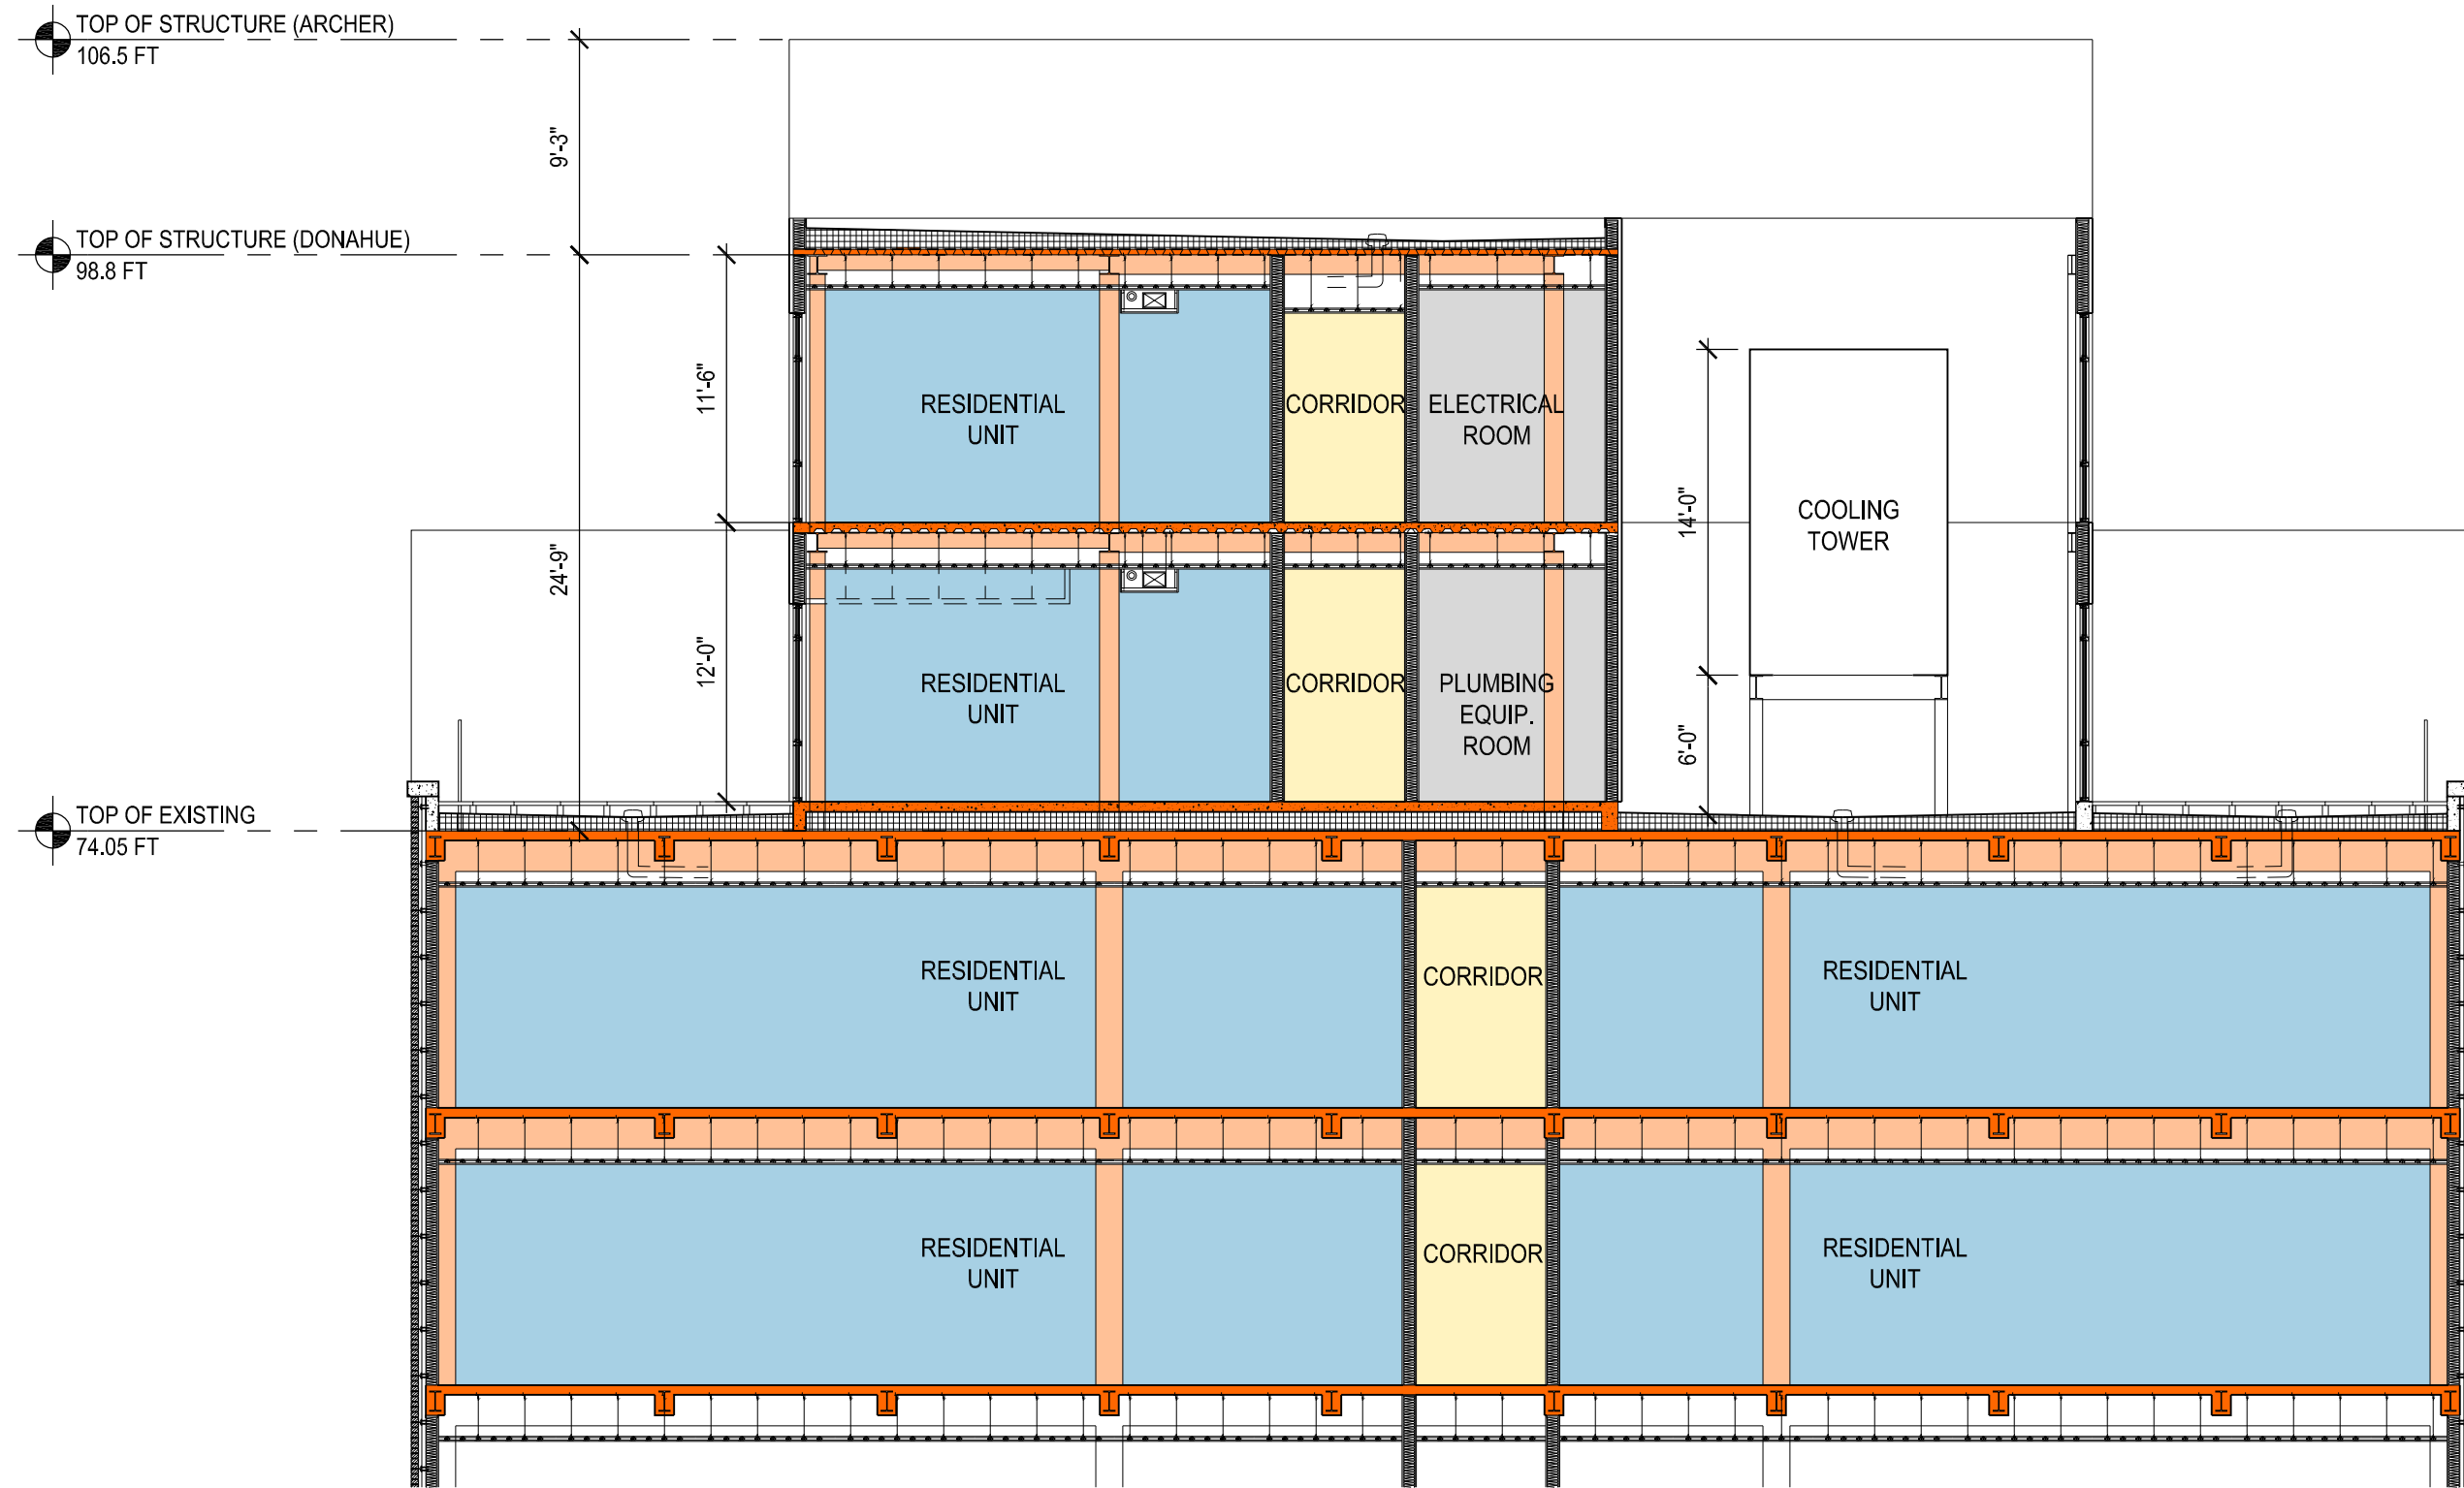 TOP OF STRUCTURE (ARCHER)
106.5 FT
9'-3"
TOP OF STRUCTURE (DONAHUE)
98.8 FT
11'-6"
RESIDENTIAL
UNIT
CORRIDOR
ELECTRICAL
ROOM
14'-0"
COOLING
TOWER
24'-9"
12'-0"
RESIDENTIAL
UNIT
CORRIDOR
PLUMBING
EQUIP.
ROOM
6'-0"
TOP OF EXISTING
74.05 FT
RESIDENTIAL
UNIT
CORRIDOR
RESIDENTIAL
UNIT
RESIDENTIAL
UNIT
CORRIDOR
RESIDENTIAL
UNIT